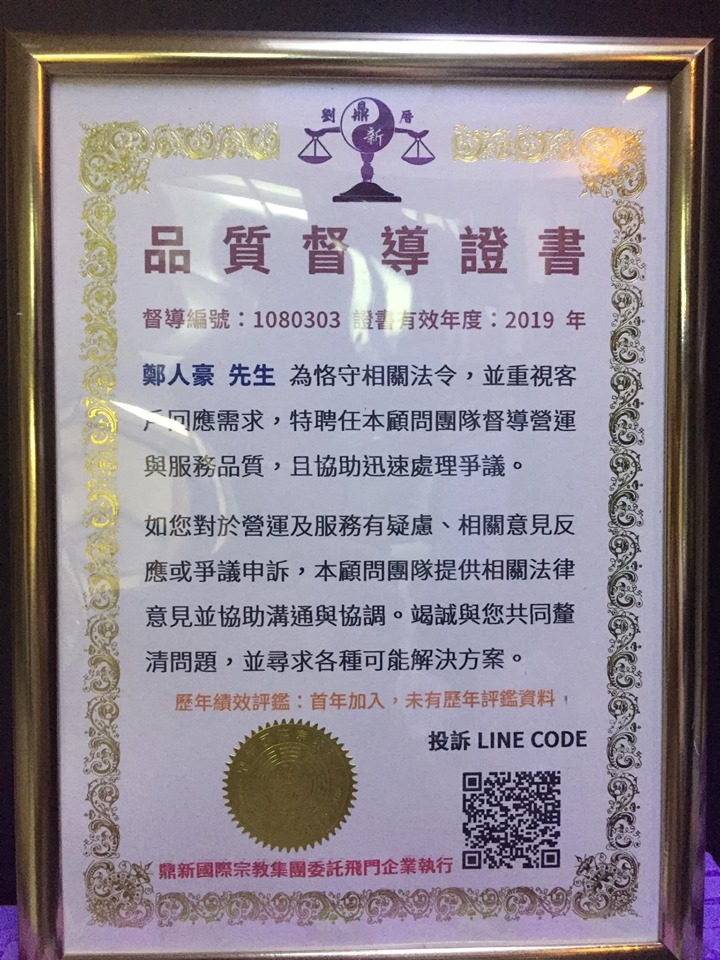 劉 鼎 新 厝
品質督導證書
督導編號：1080303 證書有效年度：2019 年
鄭人豪 先生 為恪守相關法令，並重視客
戶回應需求，特聘任本顧問團隊督導營運
與服務品質，且協助迅速處理爭議。
如您對於營運及服務有疑慮、相關意見反
應或爭議申訴，本顧問團隊提供相關法律
意見並協助溝通與協調。竭誠與您共同釐
清問題，並尋求各種可能解決方案。
歷年績效評鑑：首年加入，未有歷年評鑑資料，
投訴 LINE CODE
鼎新國際宗教集團委託飛門企業執行